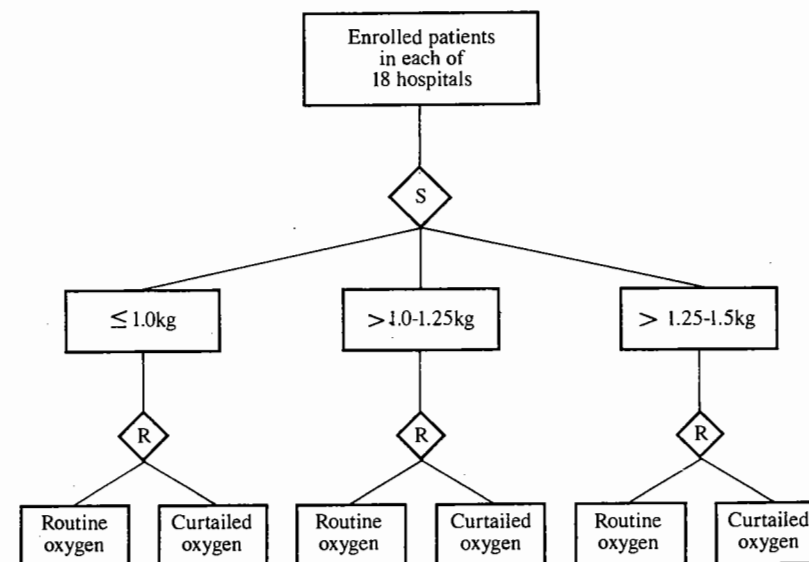 Enrolled patients
in each of
18 hospitals
S
≤ 1.0kg
> 1.0-1.25kg
> 1.25-1.5kg
R
R
R
Routine
oxygen
Curtailed
oxygen
Routine
oxygen
Curtailed
oxygen
Routine
oxygen
Curtailed
oxygen